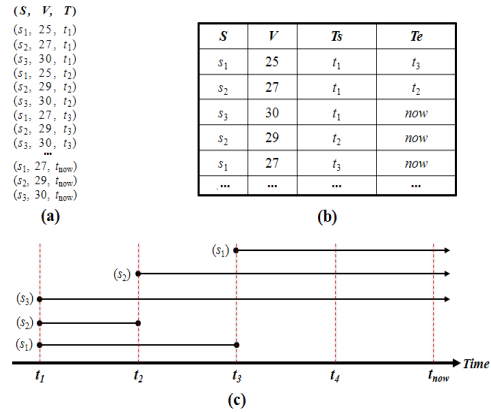 (S, V, T)
(s1, 25, t1)
(s2, 27, t1)
(s3, 30, t1)
(s1, 25, t2)
(s2, 29, t2)
(s3, 30, t2)
(s1, 27, t3)
(s2, 29, t3)
(s3, 30, t3)
...
(s1, 27, tnow)
(s2, 29, tnow)
(s3, 30, tnow)
(a)
S V Ts Te
s1 25 t1 t3
s2 27 t1 t2
s3 30 t1 now
s2 29 t2 now
s1 27 t3 now
... ... ... ...
(b)
(s1)
(s2)
(s3)
(s2)
(s1)
Time
t1 t2 t3 t4 tnow
(c)